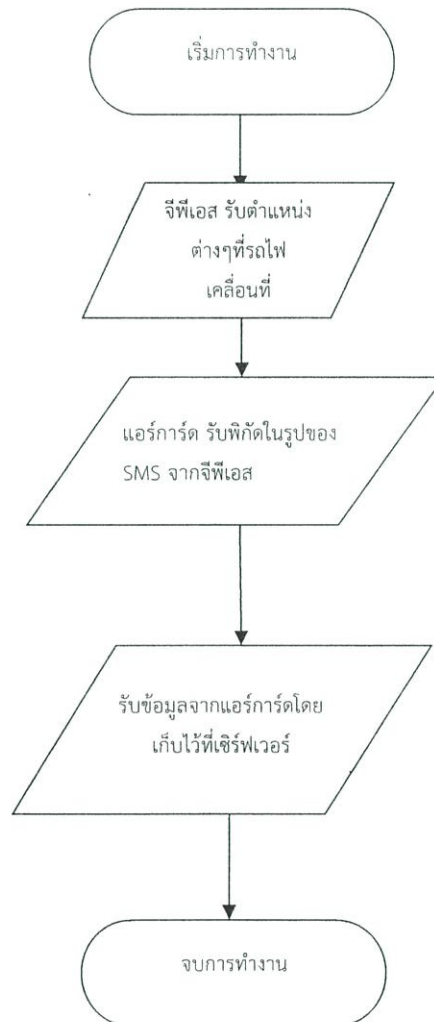 เริ่มการทำงาน
จีพีเอส รับตำแหน่ง
ต่างๆที่รถไฟ
เคลื่อนที่
แอร์การ์ด รับพิกัดในรูปของ
SMS จากจีพีเอส
รับข้อมูลจากแอร์การ์ดโดย
เก็บไว้ที่เซิร์ฟเวอร์
จบการทำงาน